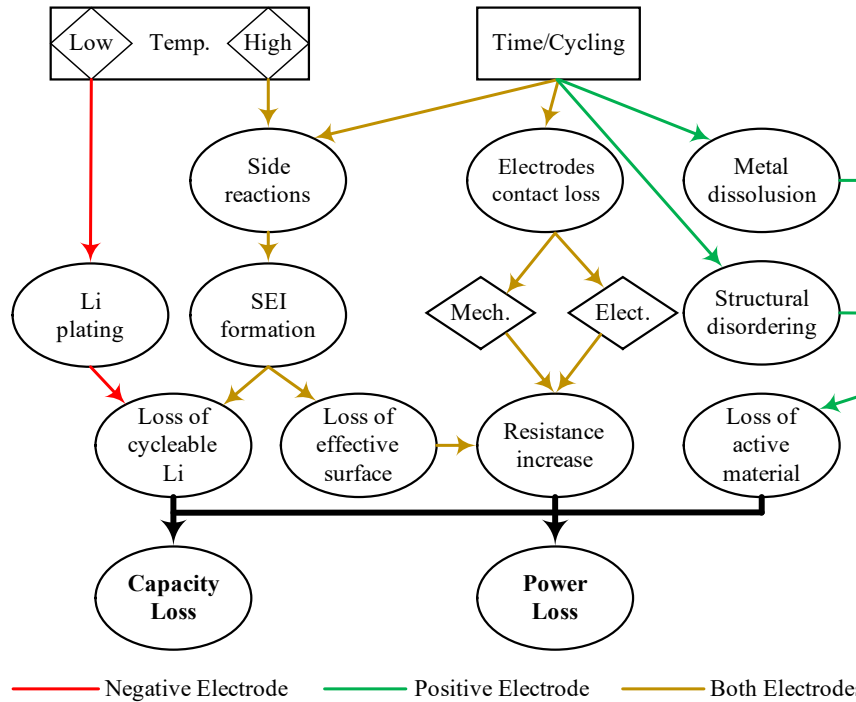 Low Temp. High
Time/Cycling
Side
reactions
Electrodes
contact loss
Metal
dissolusion
Li
plating
SEI
formation
Mech.
Elect.
Structural
disordering
Loss of
cycleable
Li
Loss of
effective
surface
Resistance
increase
Loss of
active
material
Capacity
Loss
Power
Loss
Negative Electrode
Positive Electrode
Both Electrodes